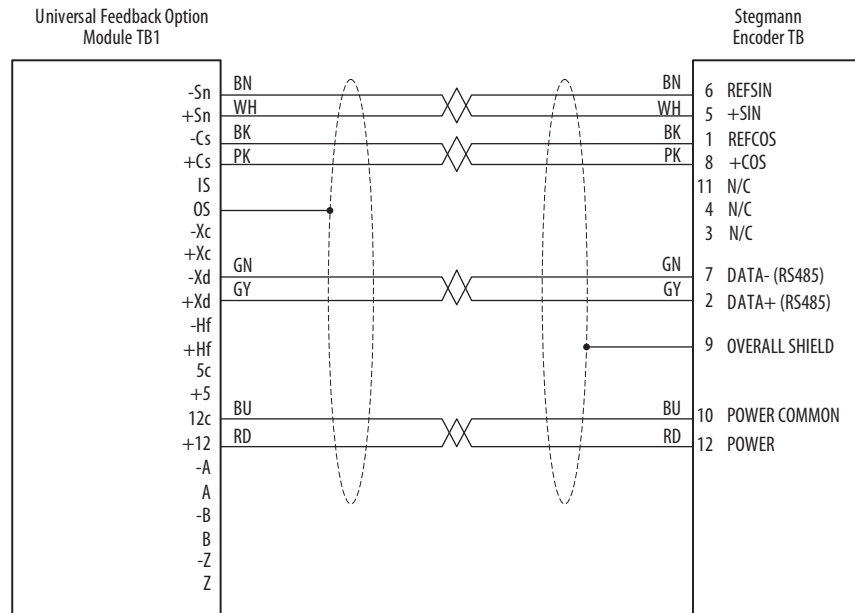 Universal Feedback Option
Module TB1
Stegmann
Encoder TB
-Sn BN BN 6 REFSIN
+Sn WH WH 5 +SIN
-Cs BK BK 1 REFCOS
+Cs PK PK 8 +COS
IS 11 N/C
OS 4 N/C
-Xc 3 N/C
+Xc
-Xd GN GN 7 DATA- (RS485)
+Xd GY GY 2 DATA+ (RS485)
-Hf
+Hf 9 OVERALL SHIELD
5c
+5
12c BU BU 10 POWER COMMON
+12 RD RD 12 POWER
-A
A
-B
B
-Z
Z